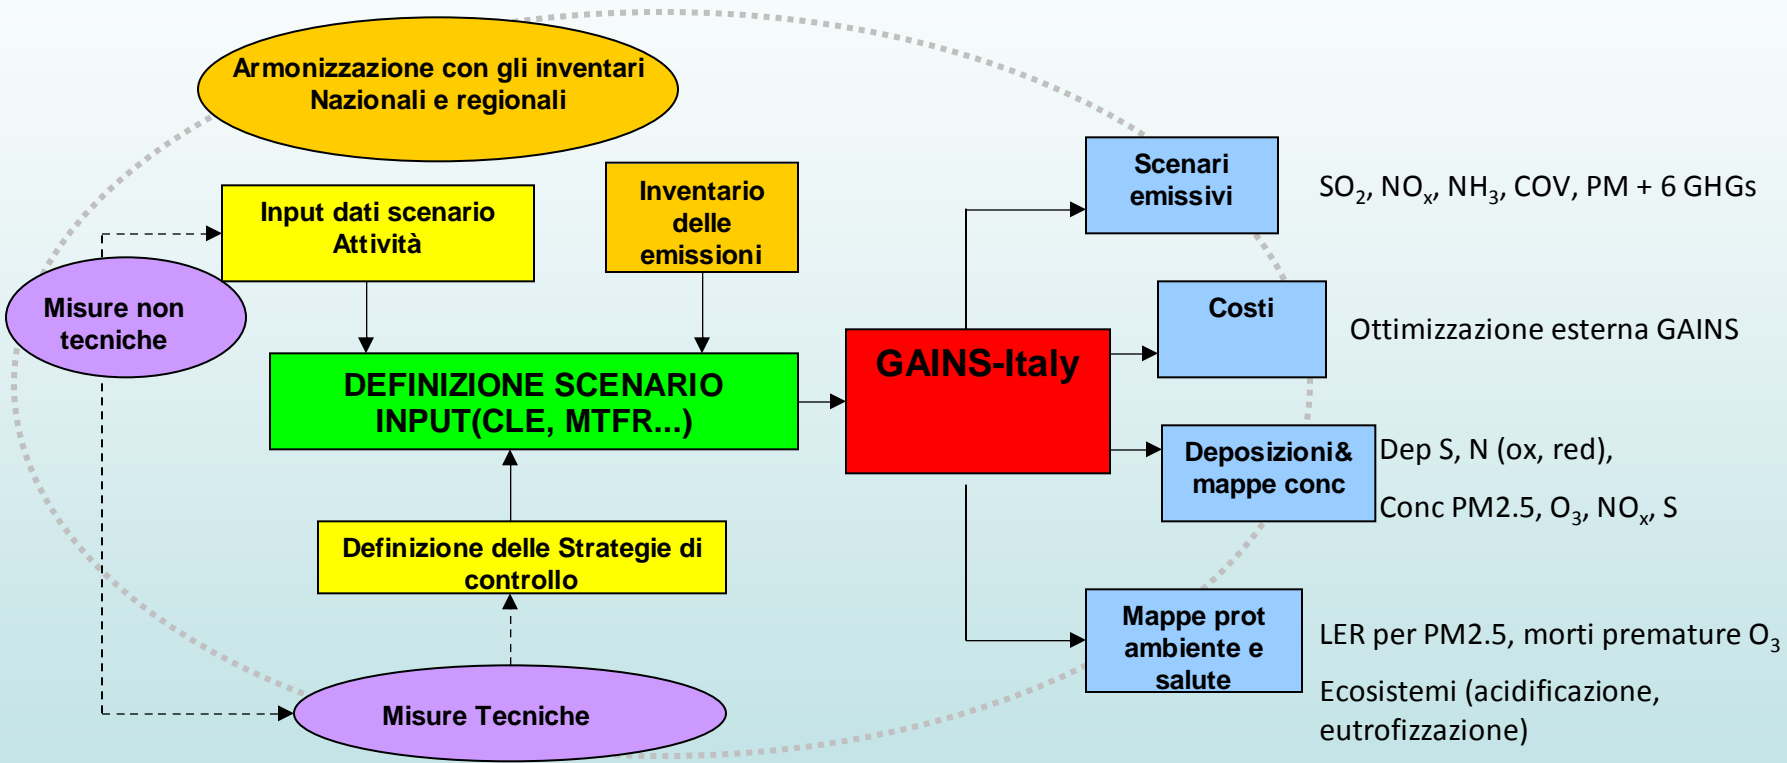 Armonizzazione con gli inventari
Nazionali e regionali
Input dati scenario
Attività
Inventario
delle
emissioni
Misure non
tecniche
DEFINIZIONE SCENARIO
INPUT(CLE, MTFR...)
Definizione delle Strategie di
controllo
Misure Tecniche
GAINS-Italy
Scenari
emissivi
SO₂, NOₓ, NH₃, COV, PM + 6 GHGs
Costi
Ottimizzazione esterna GAINS
Deposizioni&
mappe conc
Dep S, N (ox, red),
Conc PM2.5, O₃, NOₓ, S
Mappe prot
ambiente e
salute
LER per PM2.5, morti premature O₃
Ecosistemi (acidificazione,
eutrofizzazione)